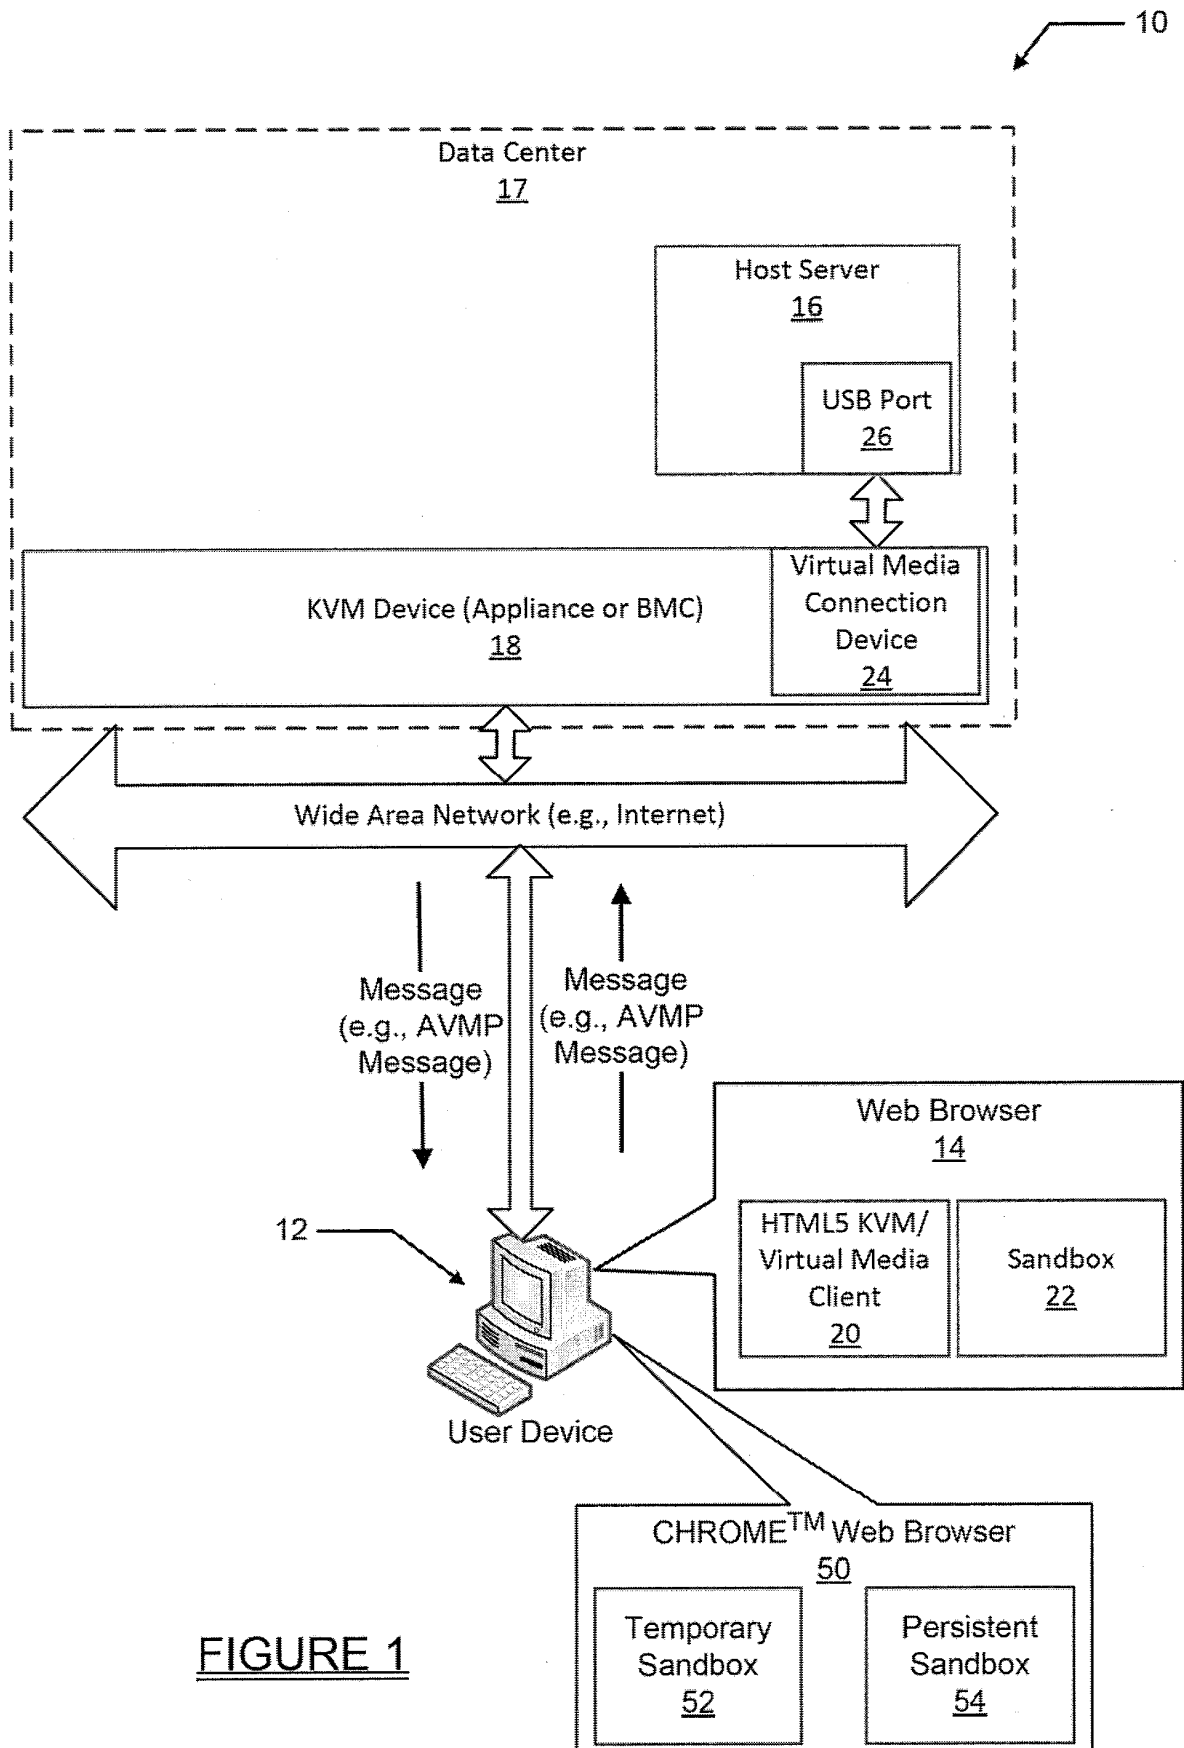 10
Data Center
17
Host Server
16
USB Port
26
Virtual Media
Connection
Device
24
KVM Device (Appliance or BMC)
18
Wide Area Network (e.g., Internet)
Message
(e.g., AVMP
Message)
Message
(e.g., AVMP
Message)
Web Browser
14
HTML5 KVM/
Virtual Media
Client
20
Sandbox
22
12
User Device
CHROME™ Web Browser
50
Temporary
Sandbox
52
Persistent
Sandbox
54
FIGURE 1